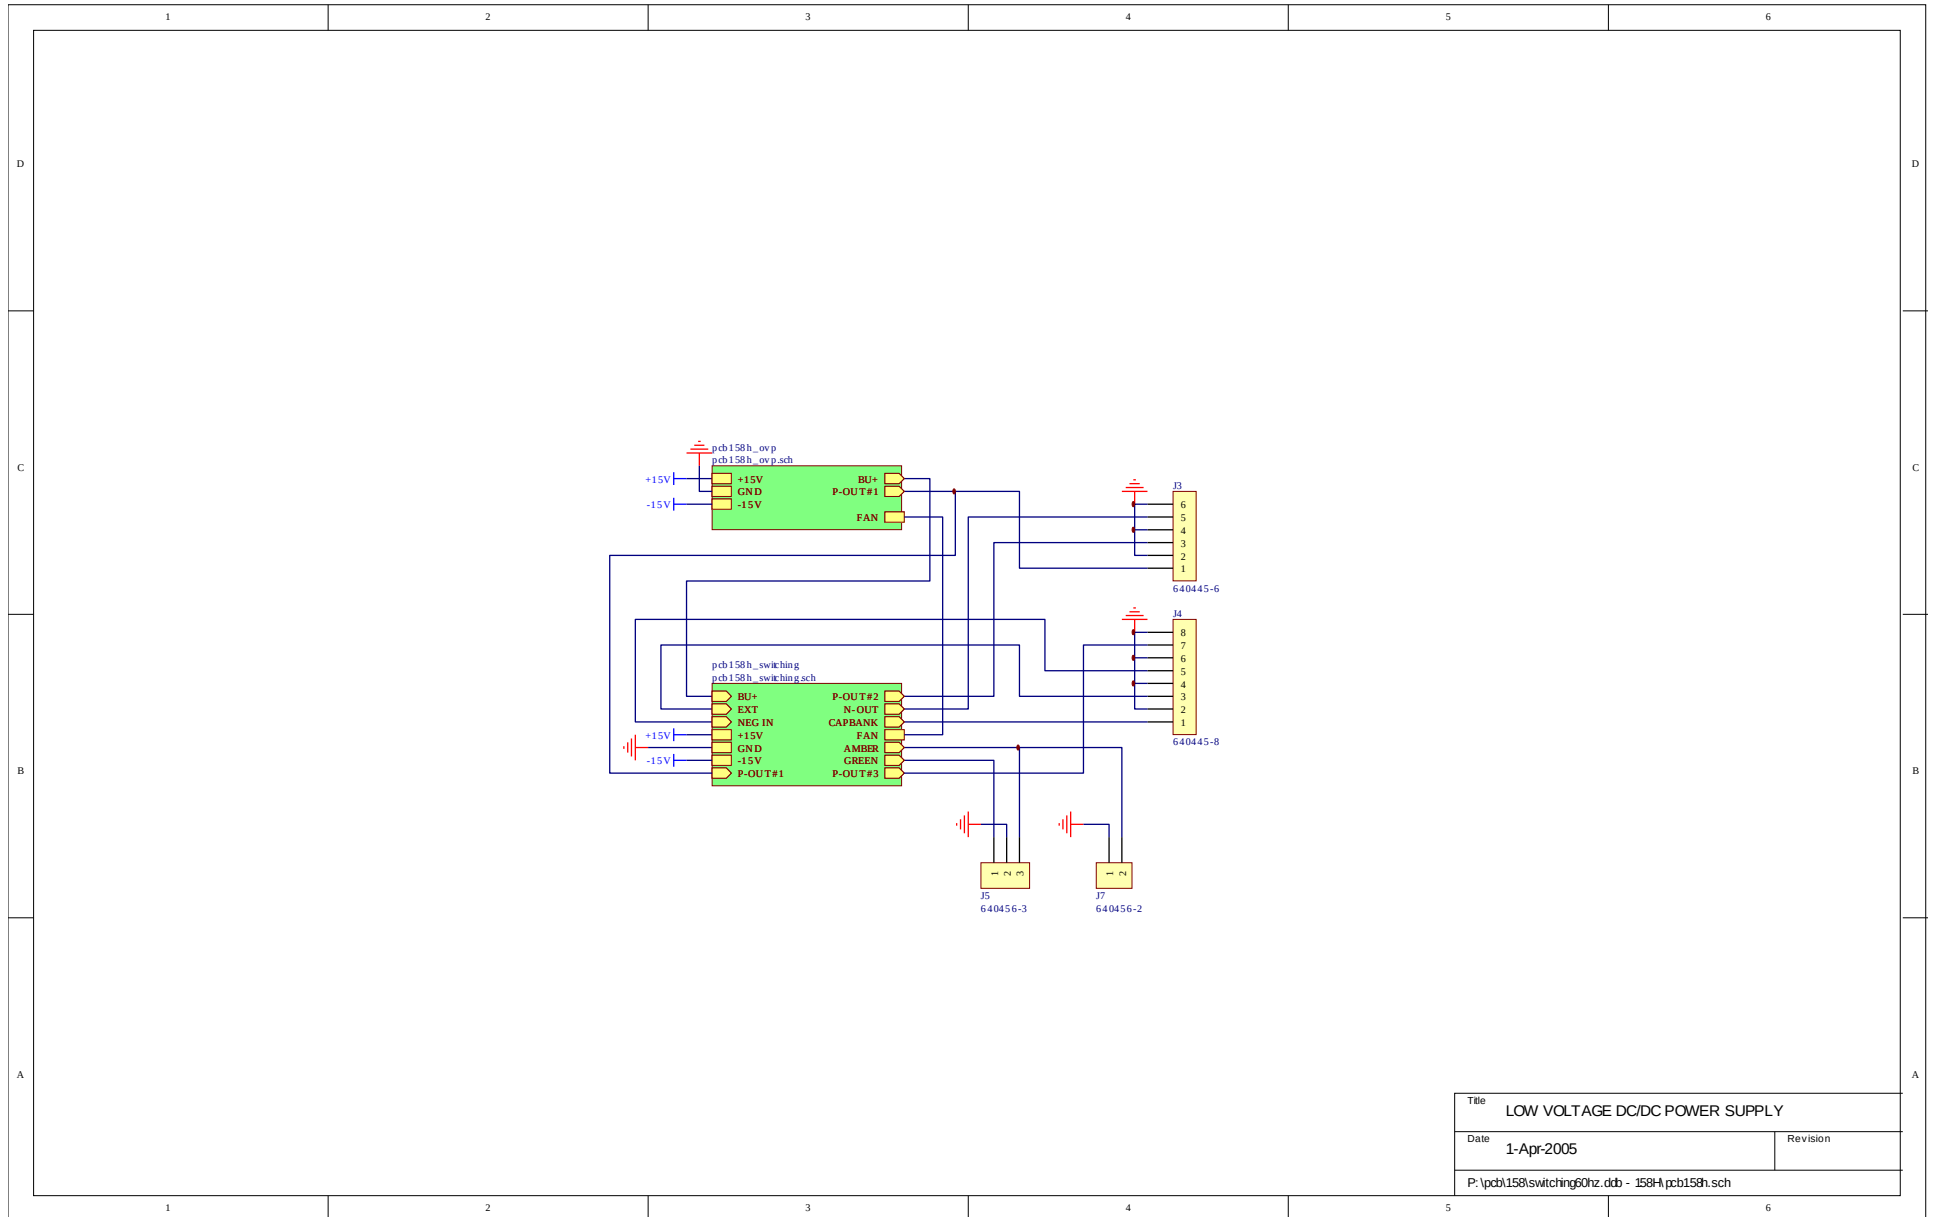 1 2 3 4 5 6
D D
C C
B B
A A
pcb158h_ovp
pcb158h_ovp.sch
+15V +15V BU+
GND P-OUT#1
-15V -15V
FAN
J3
6
5
4
3
2
1
640445-6
J4
8
7
6
5
4
3
2
1
640445-8
pcb158h_switching
pcb158h_switching.sch
BU+ P-OUT#2
EXT N-OUT
NEG IN CAPBANK
+15V +15V FAN
GND AMBER
-15V -15V GREEN
P-OUT#1 P-OUT#3
1 2 3
J5
640456-3
1 2
J7
640456-2
Title
LOW VOLTAGE DC/DC POWER SUPPLY
Date
1-Apr-2005
Revision
P:\pcb\158\switching60hz.ddb - 158H\pcb158h.sch
1 2 3 4 5 6